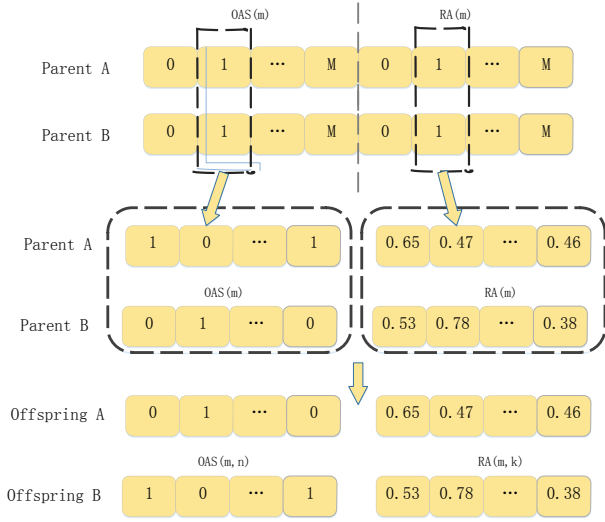 OAS(m) RA(m)
Parent A 0 1 ... M 0 1 ... M
Parent B 0 1 ... M 0 1 ... M
Parent A 1 0 ... 1 0.65 0.47 ... 0.46
OAS(m) RA(m)
Parent B 0 1 ... 0 0.53 0.78 ... 0.38
Offspring A 0 1 ... 0 0.65 0.47 ... 0.46
OAS(m,n) RA(m,k)
Offspring B 1 0 ... 1 0.53 0.78 ... 0.38